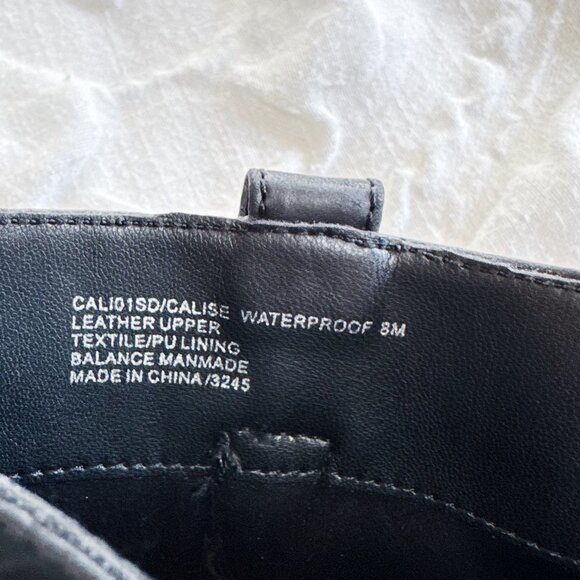 CALI01SD/CALISE WATERPROOF 8M
LEATHER UPPER
TEXTILE/PU LINING
BALANCE MANMADE
MADE IN CHINA/3245